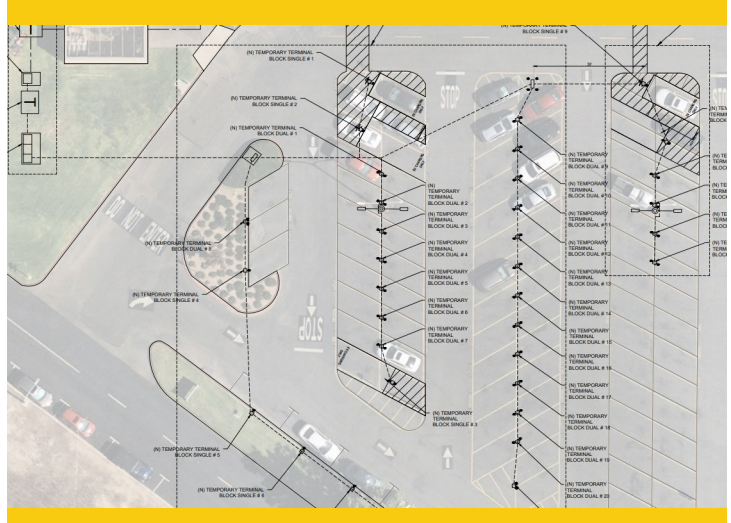 (N) TEMPORARY TERMINAL
BLOCK SINGLE # 9
(N) TEMPORARY TERMINAL
BLOCK SINGLE # 1
(N) TEMPORARY TERMINAL
BLOCK SINGLE # 2
(N) TEMPORARY TERMINAL
BLOCK DUAL # 1
STOP
(N)
TEMPORARY
TERMINAL
BLOCK DUAL # 2
(N) TEMPORARY
TERMINAL
BLOCK DUAL # 3
(N) TEMPORARY
TERMINAL
BLOCK DUAL # 4
(N) TEMPORARY
TERMINAL
BLOCK DUAL # 5
(N) TEMPORARY
TERMINAL
BLOCK DUAL # 6
(N) TEMPORARY
TERMINAL
BLOCK DUAL # 7
(N) TEMPORARY
TERMINAL
BLOCK SINGLE # 3
DO NOT ENTER
(N) TEMPORARY TERMINAL
BLOCK DUAL # 8
(N) TEMPORARY TERMINAL
BLOCK SINGLE # 4
STOP
(N) TEMPORARY TERMINAL
BLOCK SINGLE # 5
(N) TEMPORARY TERMINAL
BLOCK SINGLE # 6
(N) TEMPORARY
TERMINAL
BLOCK DUAL # 9
(N) TEMPORARY
TERMINAL
BLOCK DUAL # 10
(N) TEMPORARY
TERMINAL
BLOCK DUAL # 11
(N) TEMPORARY
TERMINAL
BLOCK DUAL # 12
(N) TEMPORARY
TERMINAL
BLOCK DUAL # 13
(N) TEMPORARY
TERMINAL
BLOCK DUAL # 14
(N) TEMPORARY
TERMINAL
BLOCK DUAL # 15
(N) TEMPORARY
TERMINAL
BLOCK DUAL # 16
(N) TEMPORARY
TERMINAL
BLOCK DUAL # 17
(N) TEMPORARY
TERMINAL
BLOCK DUAL # 18
(N) TEMPORARY
TERMINAL
BLOCK DUAL # 19
(N) TEMPORARY
TERMINAL
BLOCK DUAL # 20